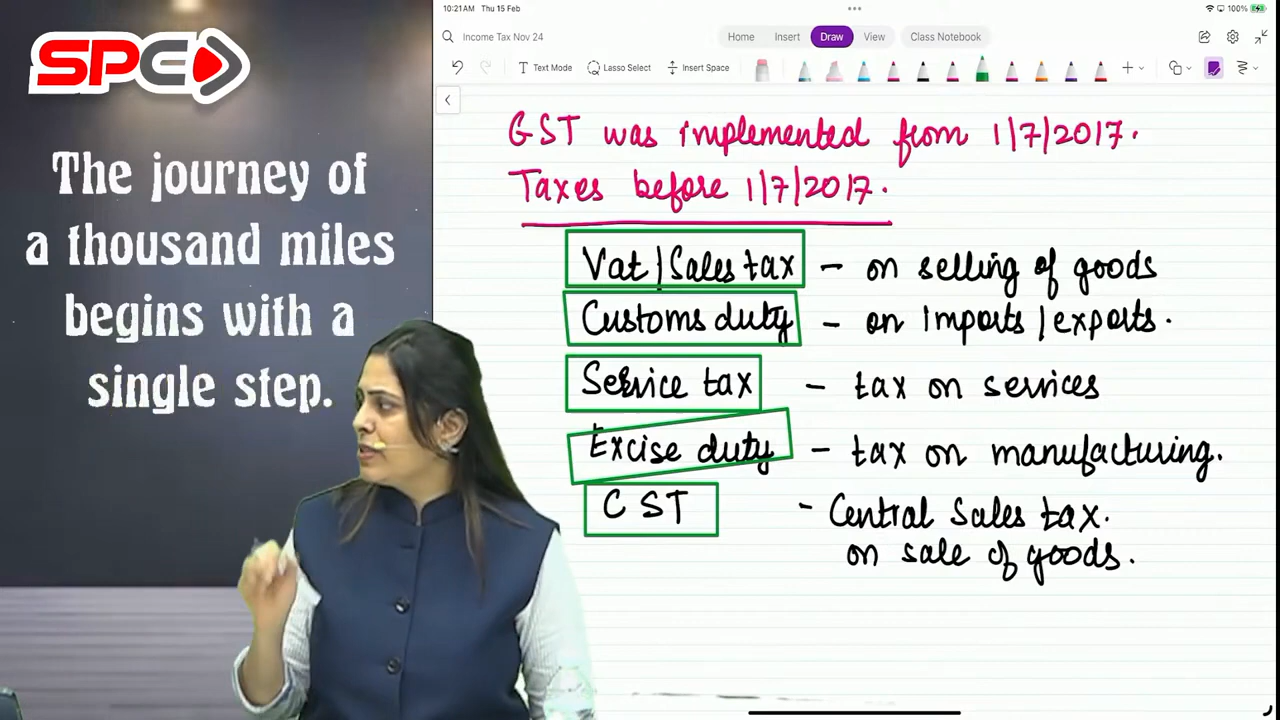 SPE
The journey of
a thousand miles
begins with a
single step.
10:21AM Thu 15 Feb
100%
Income Tax Nov 24
Home Insert Draw View Class Notebook
Text Mode Lasso Select Insert Space
GST was implemented from 1/7/2017.
Taxes before 1/7/2017.
Vat/Sales tax - on selling of goods
Customs duty - on imports/exports.
Service tax - tax on services
Excise duty - tax on manufacturing.
CST - Central Sales tax.
on sale of goods.